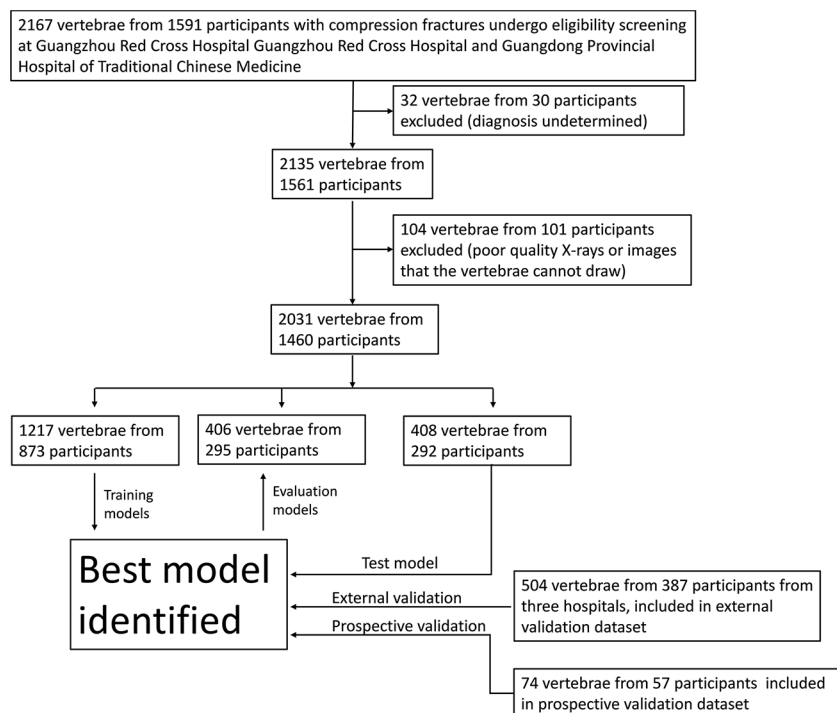 2167 vertebrae from 1591 participants with compression fractures undergo eligibility screening
at Guangzhou Red Cross Hospital Guangzhou Red Cross Hospital and Guangdong Provincial
Hospital of Traditional Chinese Medicine
32 vertebrae from 30 participants
excluded (diagnosis undetermined)
2135 vertebrae from
1561 participants
104 vertebrae from 101 participants
excluded (poor quality X-rays or images
that the vertebrae cannot draw)
2031 vertebrae from
1460 participants
1217 vertebrae from
873 participants
406 vertebrae from
295 participants
408 vertebrae from
292 participants
Training
models
Evaluation
models
Best model
identified
Test model
External validation
Prospective validation
504 vertebrae from 387 participants from
three hospitals, included in external
validation dataset
74 vertebrae from 57 participants included
in prospective validation dataset